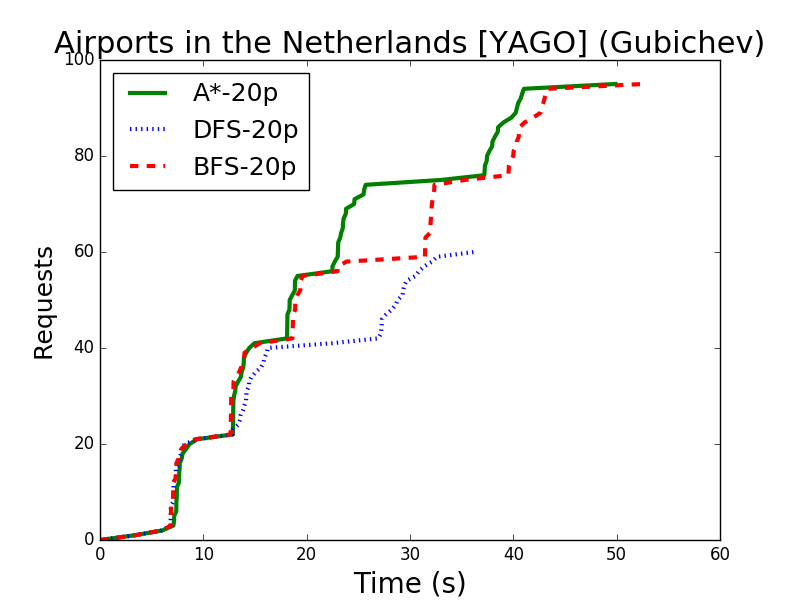 Airports in the Netherlands [YAGO] (Gubichev)
100
80
60
40
20
0
Requests
A*-20p
DFS-20p
BFS-20p
0 10 20 30 40 50 60
Time (s)